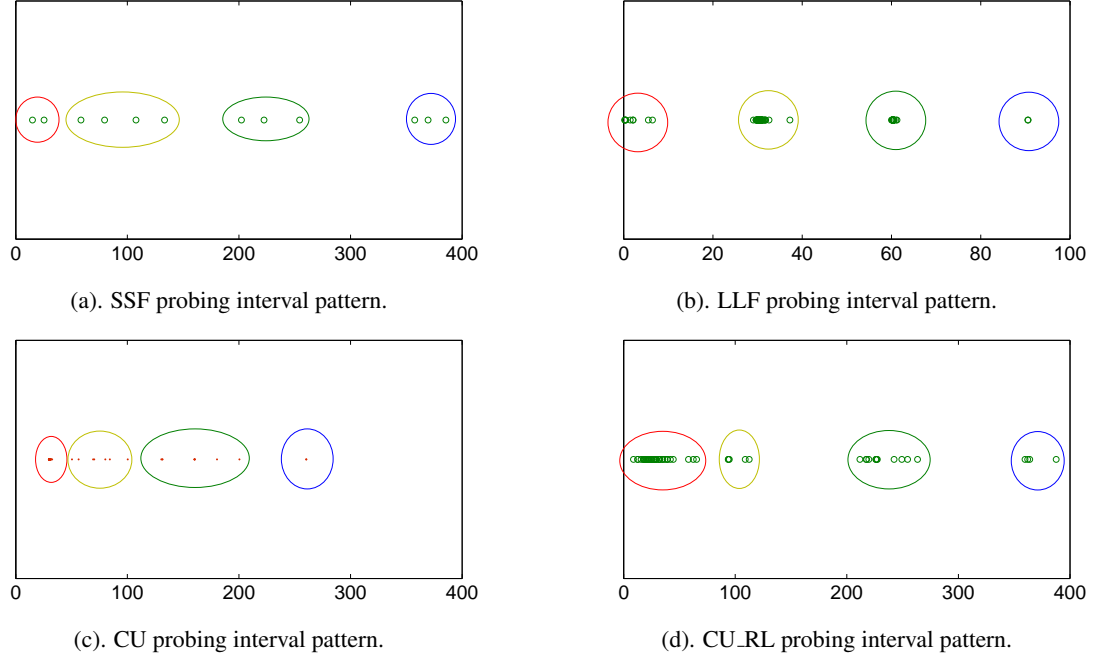 0 100 200 300 400
(a). SSF probing interval pattern.
0 20 40 60 80 100
(b). LLF probing interval pattern.
0 100 200 300 400
(c). CU probing interval pattern.
0 100 200 300 400
(d). CU_RL probing interval pattern.